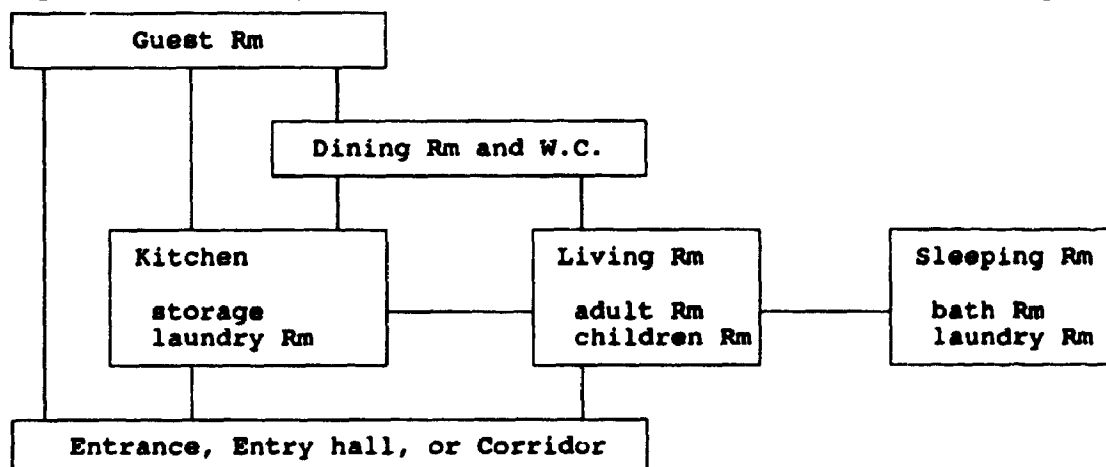 Guest Rm
Dining Rm and W.C.
Kitchen
storage
laundry Rm
Living Rm
adult Rm
children Rm
Sleeping Rm
bath Rm
laundry Rm
Entrance, Entry hall, or Corridor